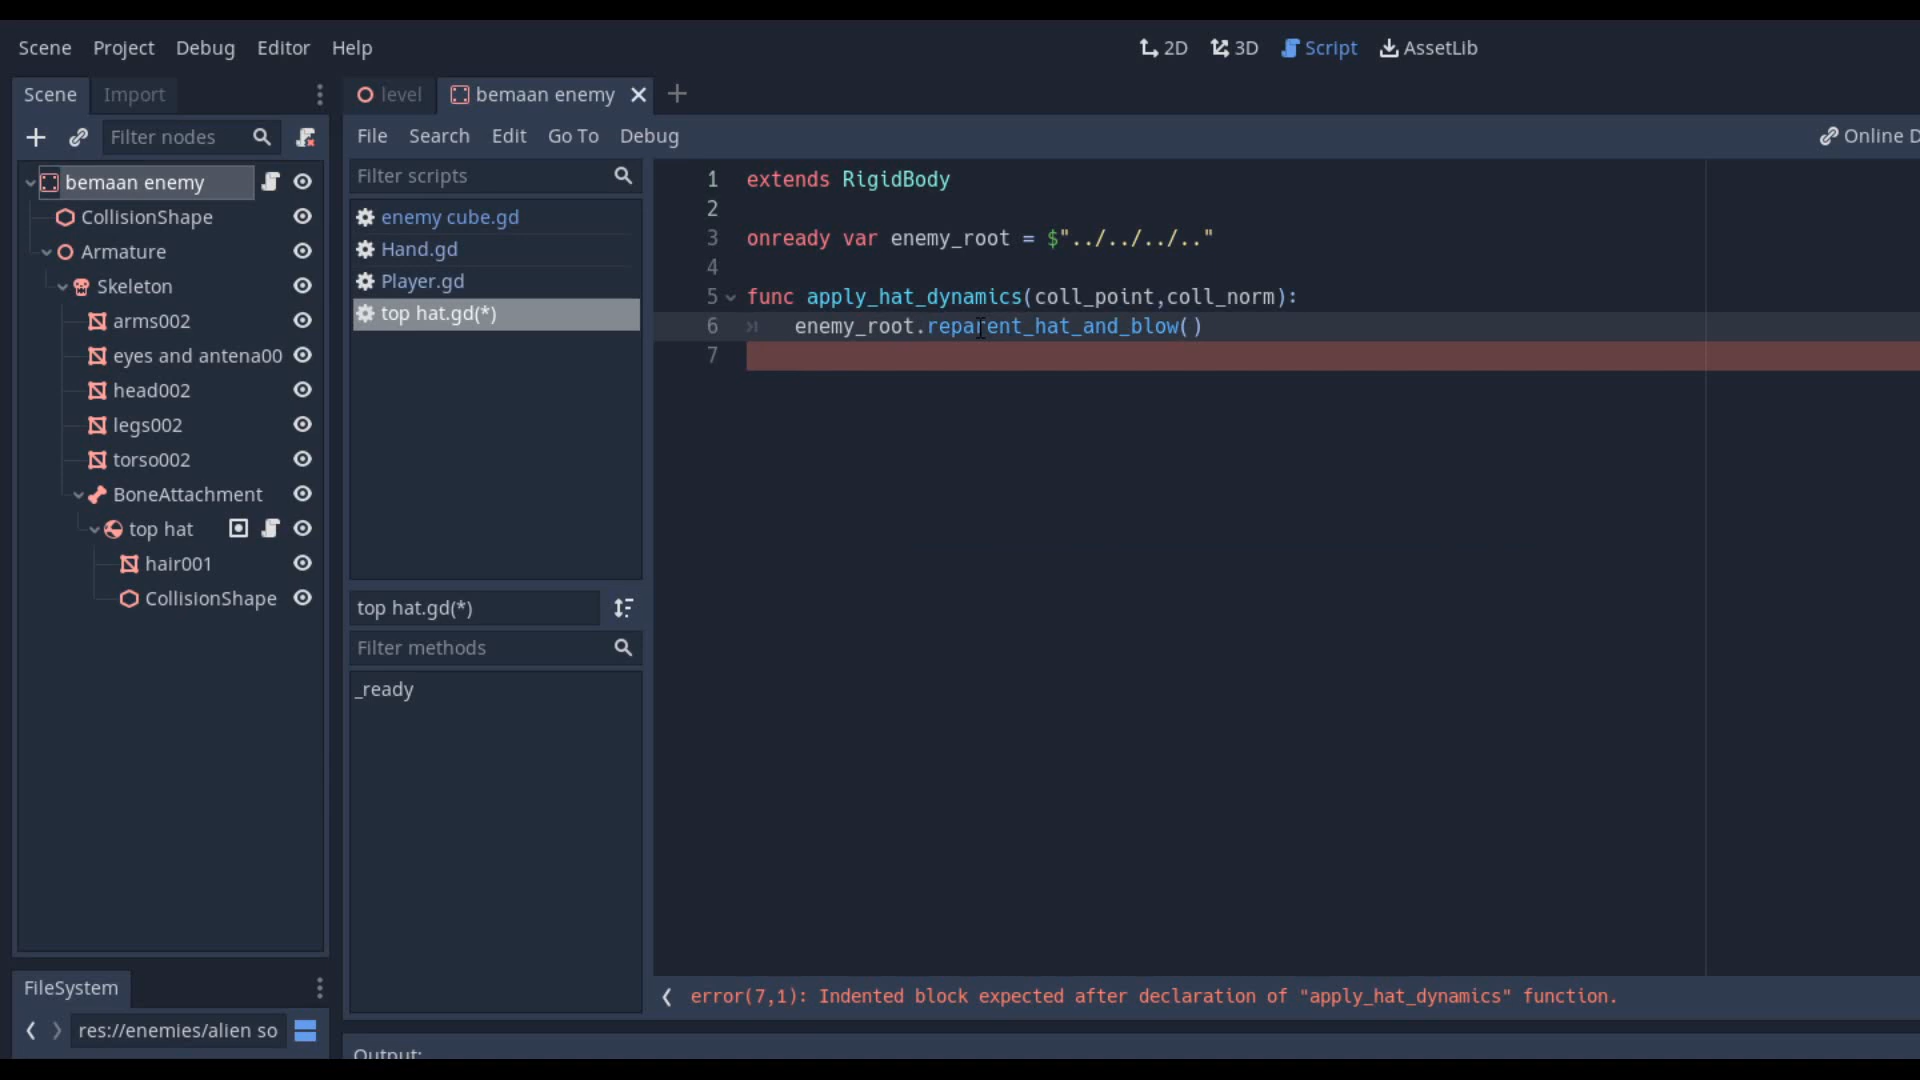 Scene Project Debug Editor Help
2D 3D Script AssetLib
Scene Import
level bemaan enemy
Filter nodes
File Search Edit Go To Debug
Online D
bemaan enemy
CollisionShape
Armature
Skeleton
arms002
eyes and antena00
head002
legs002
torso002
BoneAttachment
top hat
hair001
CollisionShape
FileSystem
res://enemies/alien so
Filter scripts
enemy cube.gd
Hand.gd
Player.gd
top hat.gd(*)
top hat.gd(*)
Filter methods
_ready
1 extends RigidBody
2
3 onready var enemy_root = $"../../../.."
4
5 func apply_hat_dynamics(coll_point,coll_norm):
6 enemy_root.reparent_hat_and_blow()
7
error(7,1): Indented block expected after declaration of "apply_hat_dynamics" function.
Output: